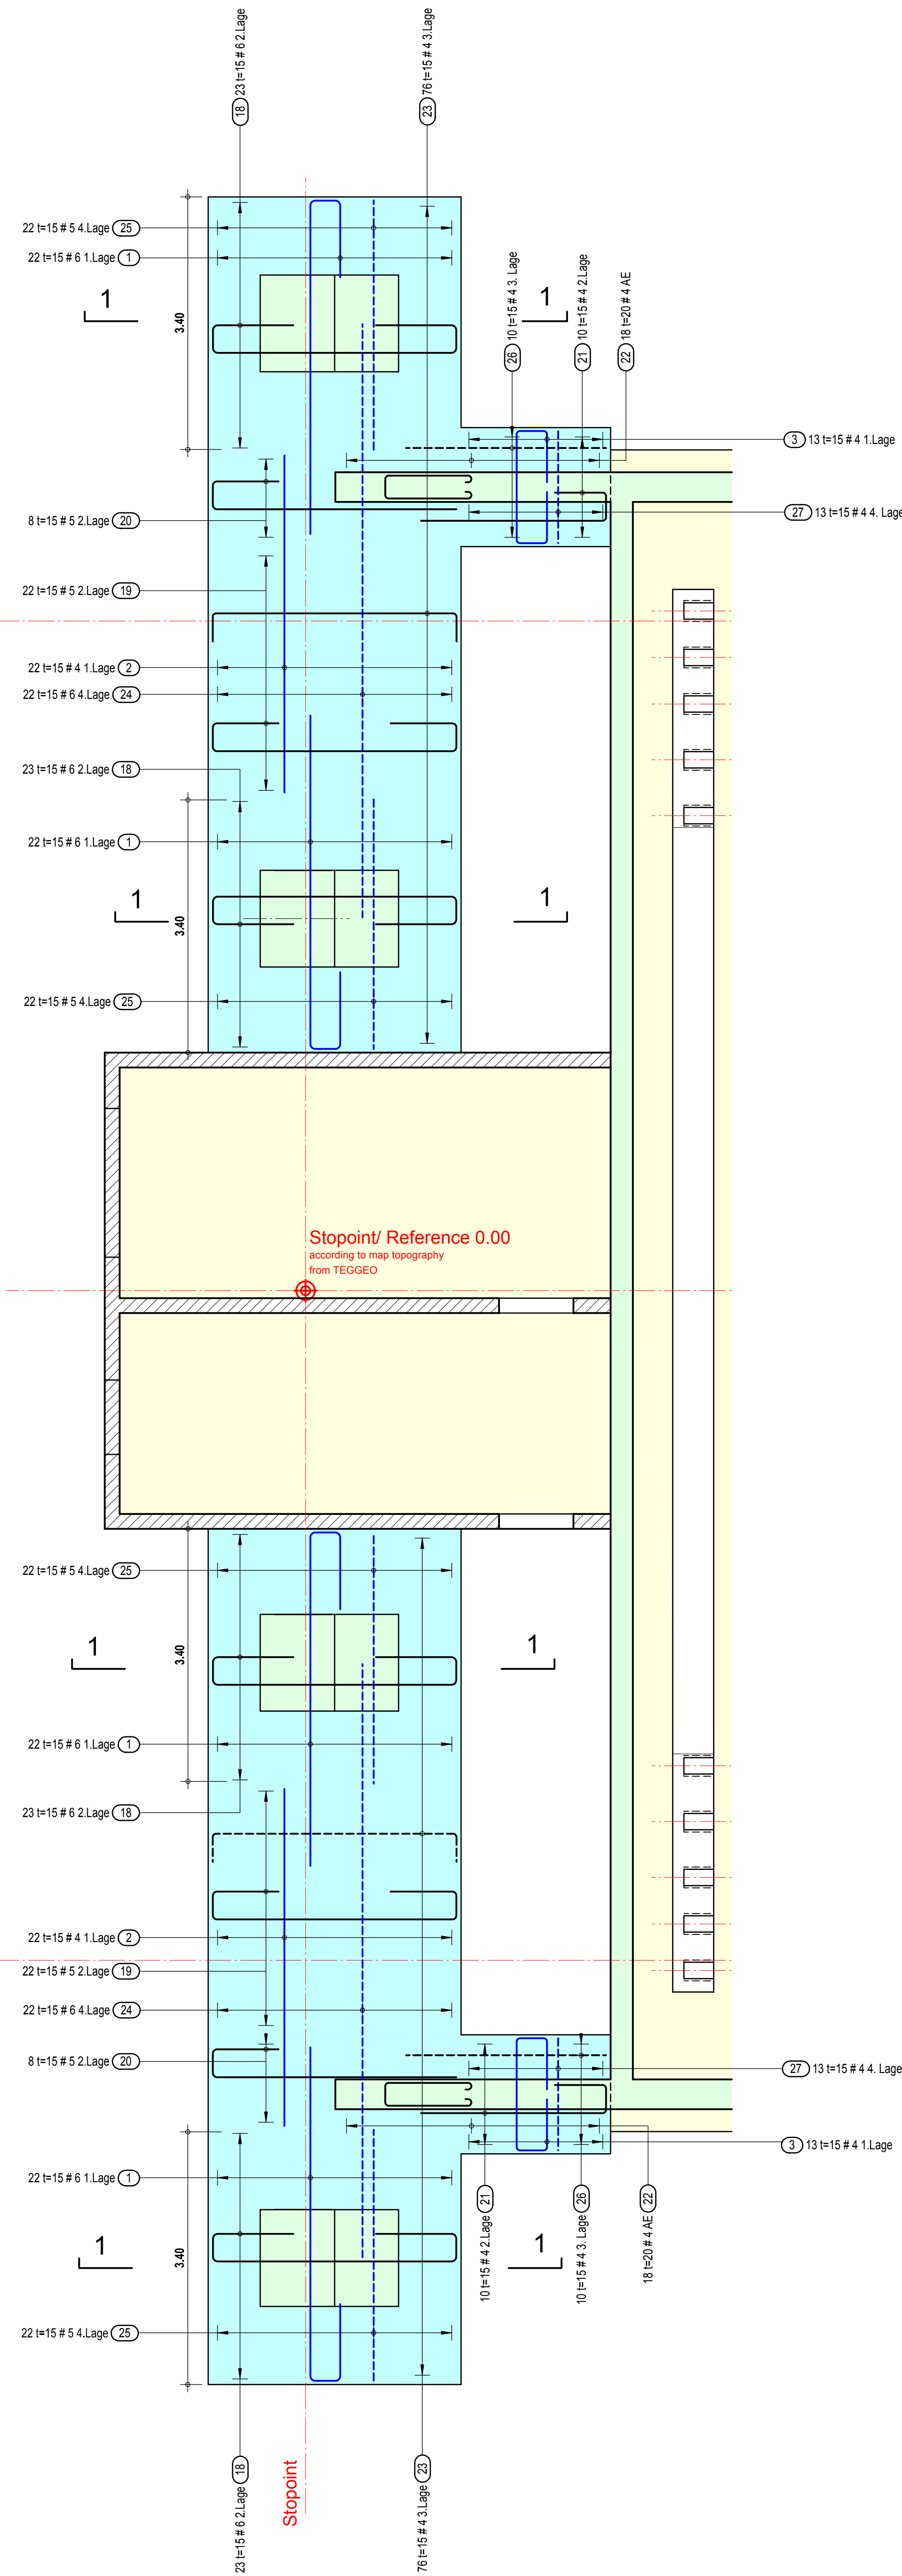 18 23 t=15 # 6 2.Lage
23 76 t=15 # 4 3.Lage
22 t=15 # 5 4.Lage 25
22 t=15 # 6 1.Lage 1
1
1
3.40
26 10 t=15 # 4 3. Lage
21 10 t=15 # 4 2.Lage
22 18 t=20 # 4 AE
3 13 t=15 # 4 1.Lage
8 t=15 # 5 2.Lage 20
27 13 t=15 # 4 4. Lage
22 t=15 # 5 2.Lage 19
22 t=15 # 4 1.Lage 2
22 t=15 # 6 4.Lage 24
23 t=15 # 6 2.Lage 18
22 t=15 # 6 1.Lage 1
1
1
3.40
22 t=15 # 5 4.Lage 25
Stopoint/ Reference 0.00
according to map topography
from TEGGEO
22 t=15 # 5 4.Lage 25
1
1
3.40
22 t=15 # 6 1.Lage 1
23 t=15 # 6 2.Lage 18
22 t=15 # 4 1.Lage 2
22 t=15 # 5 2.Lage 19
22 t=15 # 6 4.Lage 24
8 t=15 # 5 2.Lage 20
27 13 t=15 # 4 4. Lage
3 13 t=15 # 4 1.Lage
22 t=15 # 6 1.Lage 1
10 t=15 # 4 2.Lage 21
10 t=15 # 4 3. Lage 26
18 t=20 # 4 AE 22
1
1
3.40
22 t=15 # 5 4.Lage 25
23 t=15 # 6 2.Lage 18
Stopoint
76 t=15 # 4 3.Lage 23